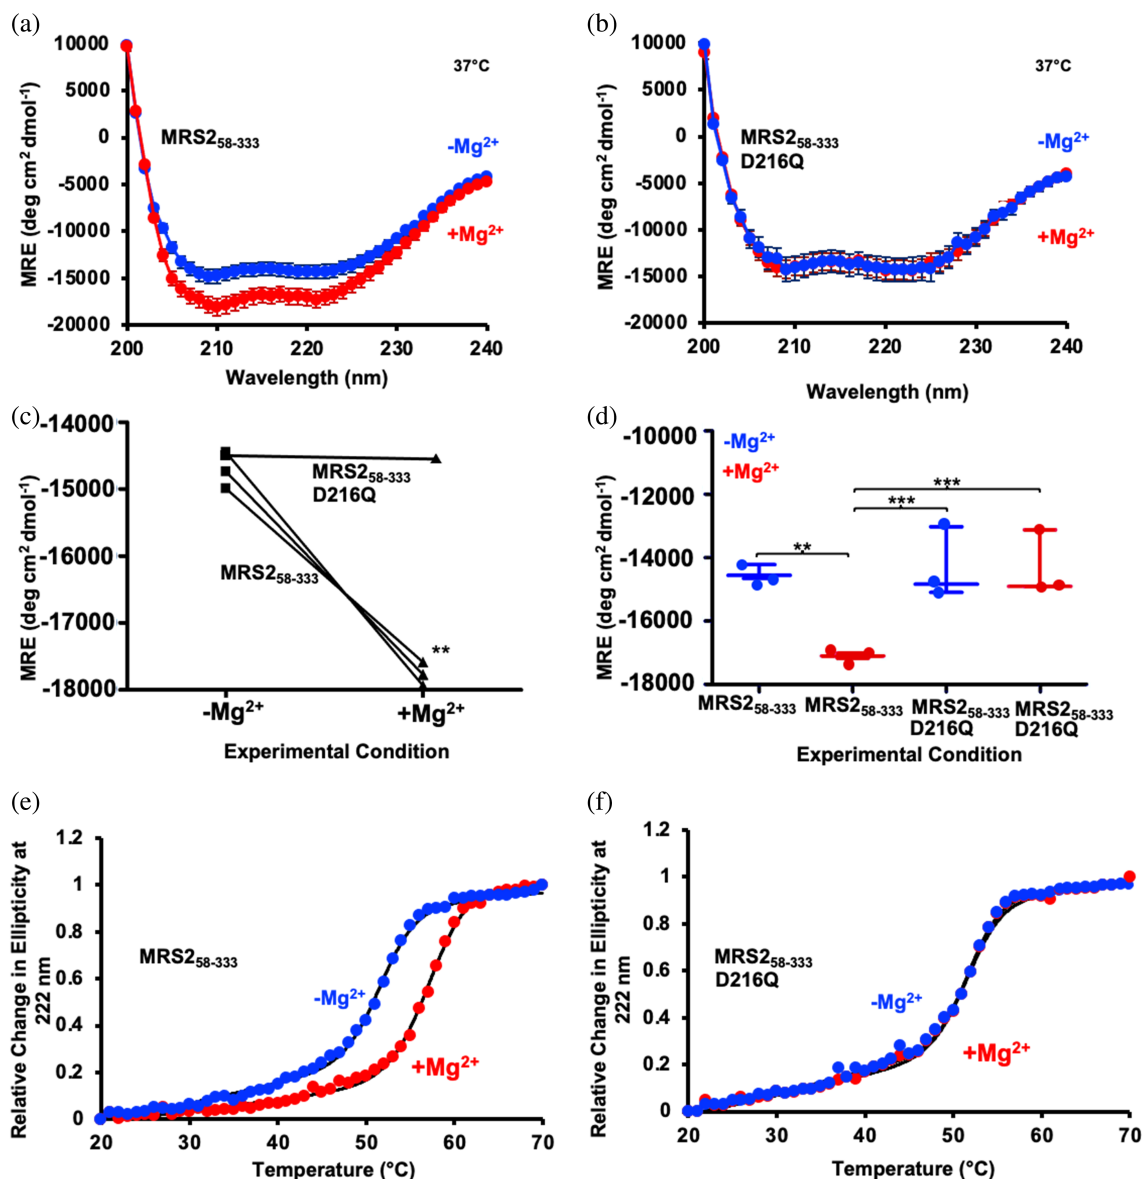 (a)
10000
5000
0
-5000
-10000
-15000
-20000
MRE (deg cm² dmol⁻¹)
37°C
MRS2₅₈₋₃₃₃
-Mg²⁺
+Mg²⁺
200 210 220 230 240
Wavelength (nm)
(b)
10000
5000
0
-5000
-10000
-15000
-20000
MRE (deg cm² dmol⁻¹)
37°C
MRS2₅₈₋₃₃₃
D216Q
-Mg²⁺
+Mg²⁺
200 210 220 230 240
Wavelength (nm)
(c)
-14000
-15000
-16000
-17000
-18000
MRE (deg cm² dmol⁻¹)
MRS2₅₈₋₃₃₃
D216Q
MRS2₅₈₋₃₃₃
**
-Mg²⁺ +Mg²⁺
Experimental Condition
(d)
-10000
-12000
-14000
-16000
-18000
MRE (deg cm² dmol⁻¹)
-Mg²⁺
+Mg²⁺
***
***
**
MRS2₅₈₋₃₃₃ MRS2₅₈₋₃₃₃ MRS2₅₈₋₃₃₃ MRS2₅₈₋₃₃₃
D216Q D216Q
Experimental Condition
(e)
1.2
1
0.8
0.6
0.4
0.2
0
Relative Change in Ellipticity at
222 nm
MRS2₅₈₋₃₃₃
-Mg²⁺
+Mg²⁺
20 30 40 50 60 70
Temperature (°C)
(f)
1.2
1
0.8
0.6
0.4
0.2
0
Relative Change in Ellipticity at
222 nm
MRS2₅₈₋₃₃₃
D216Q
-Mg²⁺
+Mg²⁺
20 30 40 50 60 70
Temperature (°C)